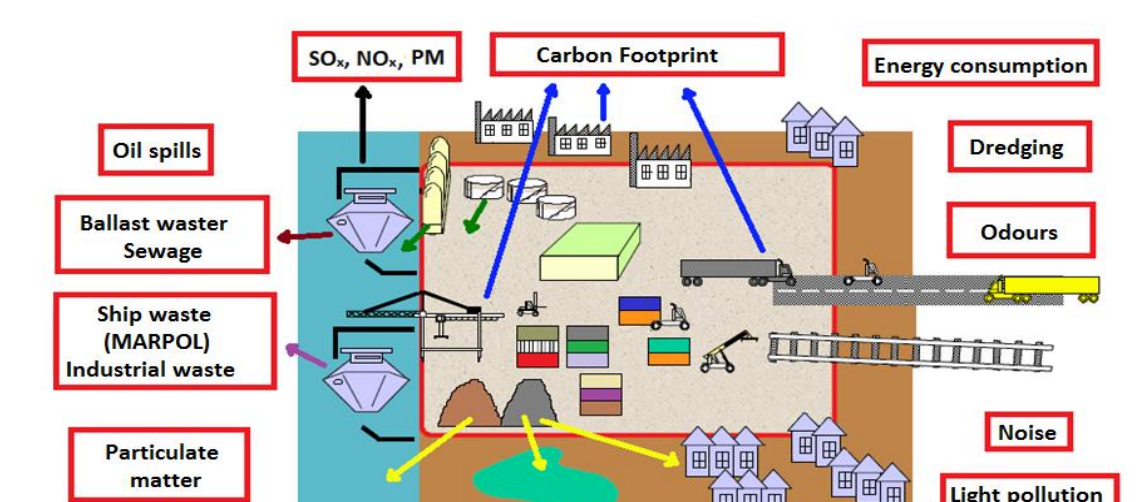 SOₓ, NOₓ, PM
Carbon Footprint
Energy consumption
Oil spills
Dredging
Ballast waster
Sewage
Odours
Ship waste
(MARPOL)
Industrial waste
Noise
Particulate
matter
Light pollution